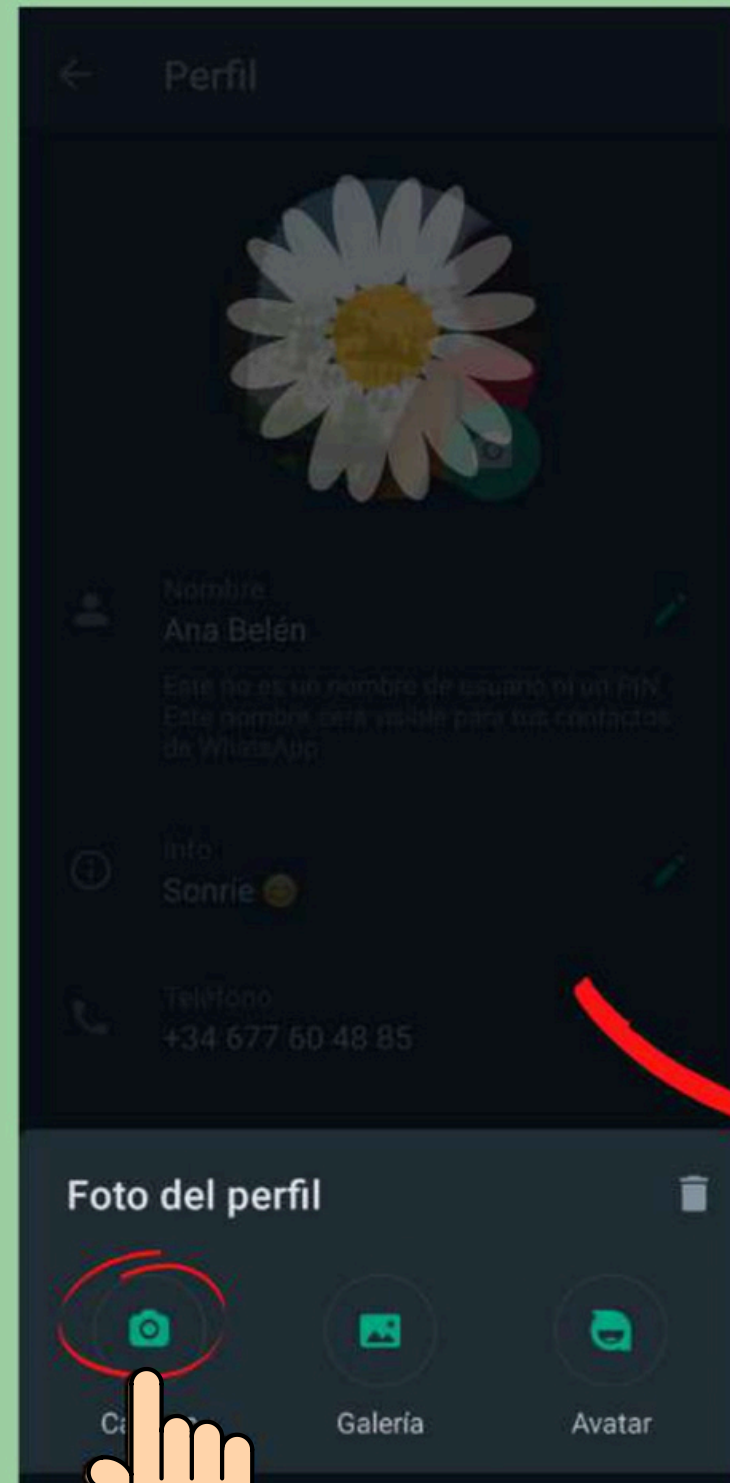 Perfil
Nombre
Ana Belén
Este no es un nombre de usuario ni un PIN.
Este nombre será visible para tus contactos
de WhatsApp.
Info.
Sonríe 😊
Teléfono
+34 677 60 48 85
Foto del perfil
Galería
Avatar